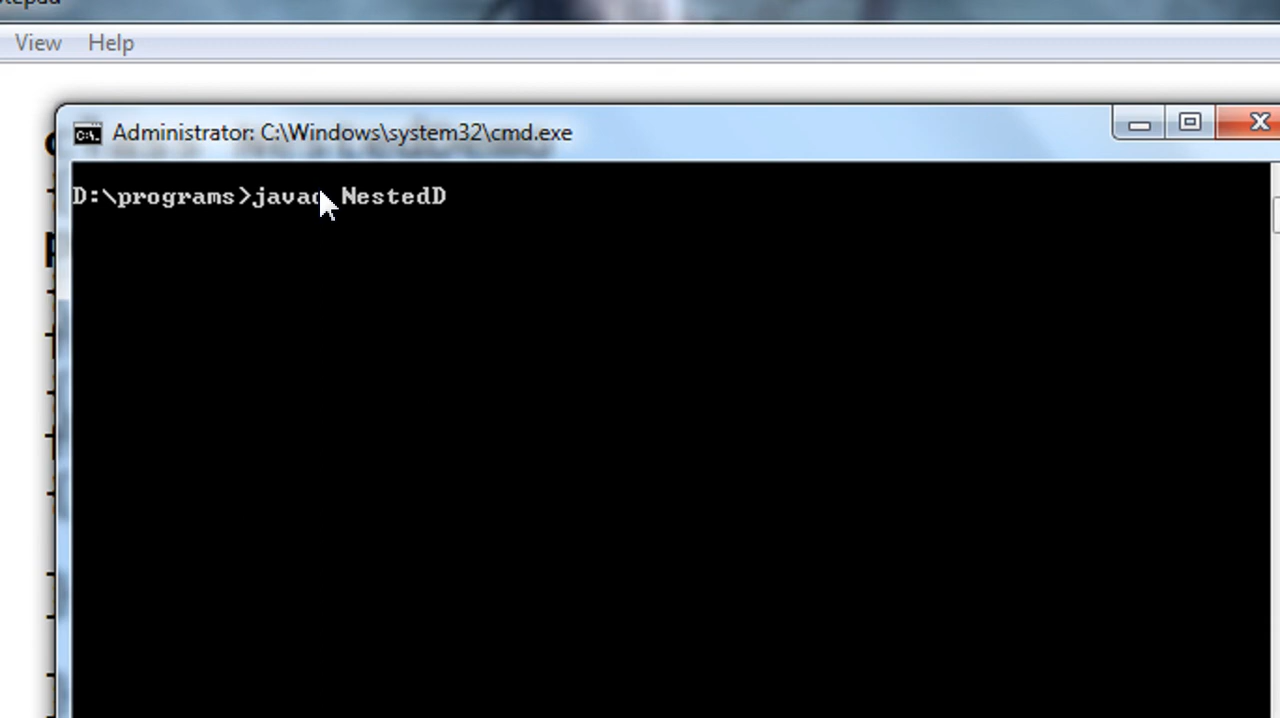 View Help
Administrator: C:\Windows\system32\cmd.exe
D:\programs>javac NestedD